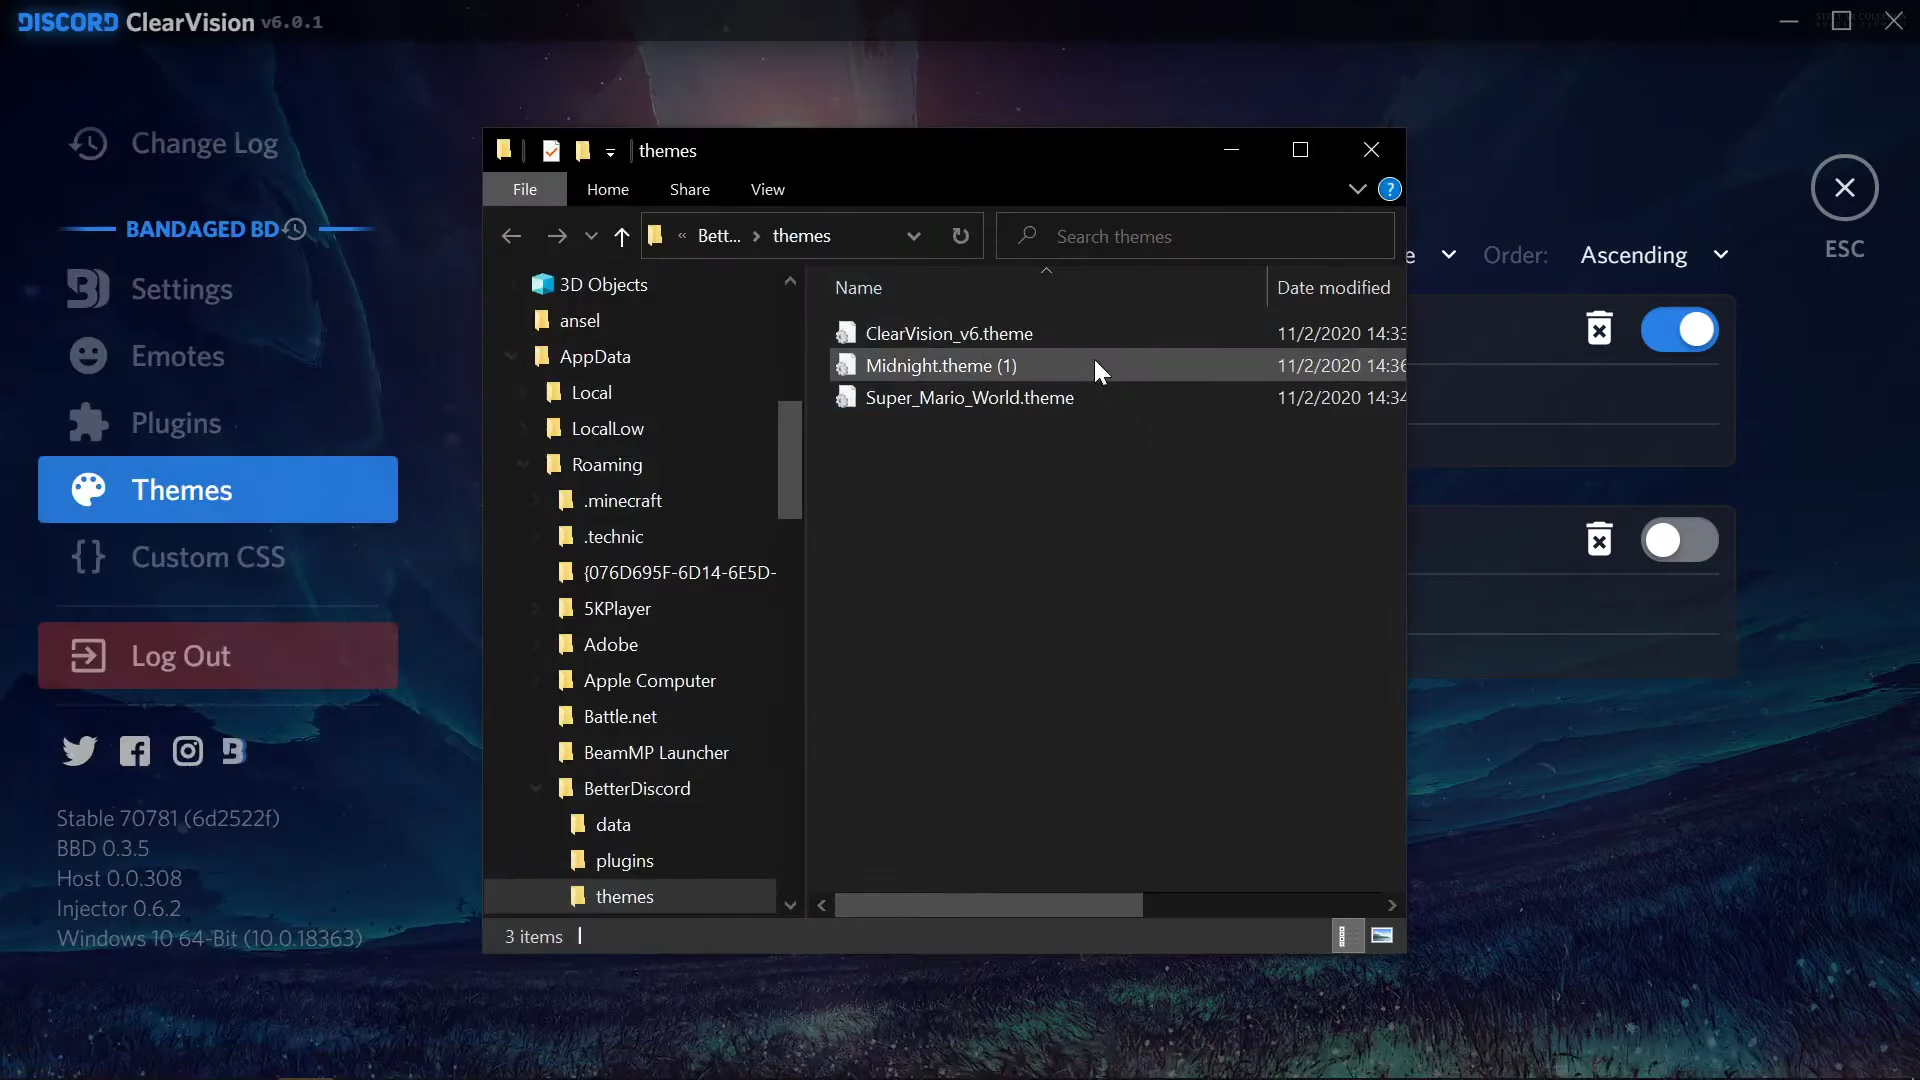 DISCORD ClearVision v6.0.1
Change Log
BANDAGED BD
Settings
Emotes
Plugins
Themes
Custom CSS
Log Out
Stable 70781 (6d2522f)
BBD 0.3.5
Host 0.0.308
Injector 0.6.2
Windows 10 64-Bit (10.0.18363)
themes
File Home Share View ?
« Bett... > themes
Search themes
3D Objects
ansel
AppData
Local
LocalLow
Roaming
.minecraft
.technic
{076D695F-6D14-6E5D-
5KPlayer
Adobe
Apple Computer
Battle.net
BeamMP Launcher
BetterDiscord
data
plugins
themes
Name Date modified
ClearVision_v6.theme 11/2/2020 14:33
Midnight.theme (1) 11/2/2020 14:36
Super_Mario_World.theme 11/2/2020 14:34
3 items
e Order: Ascending
ESC